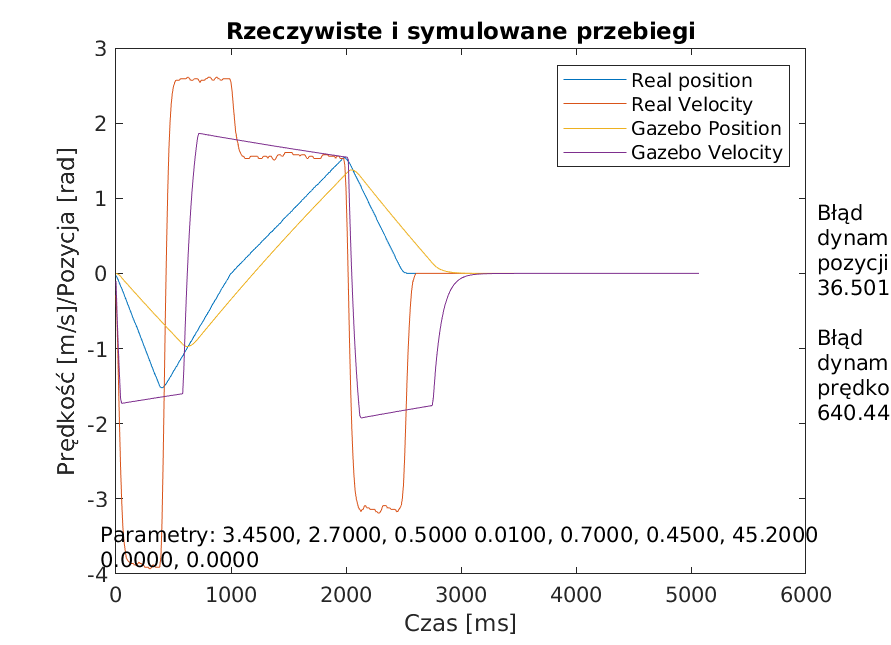 Rzeczywiste i symulowane przebiegi
3
2
1
0
-1
-2
-3
-4
Prędkość [m/s]/Pozycja [rad]
Real position
Real Velocity
Gazebo Position
Gazebo Velocity
Błąd
dynam
pozycji
36.501
Błąd
dynam
prędko
640.44
Parametry: 3.4500, 2.7000, 0.5000 0.0100, 0.7000, 0.4500, 45.2000
0.0000, 0.0000
0 1000 2000 3000 4000 5000 6000
Czas [ms]